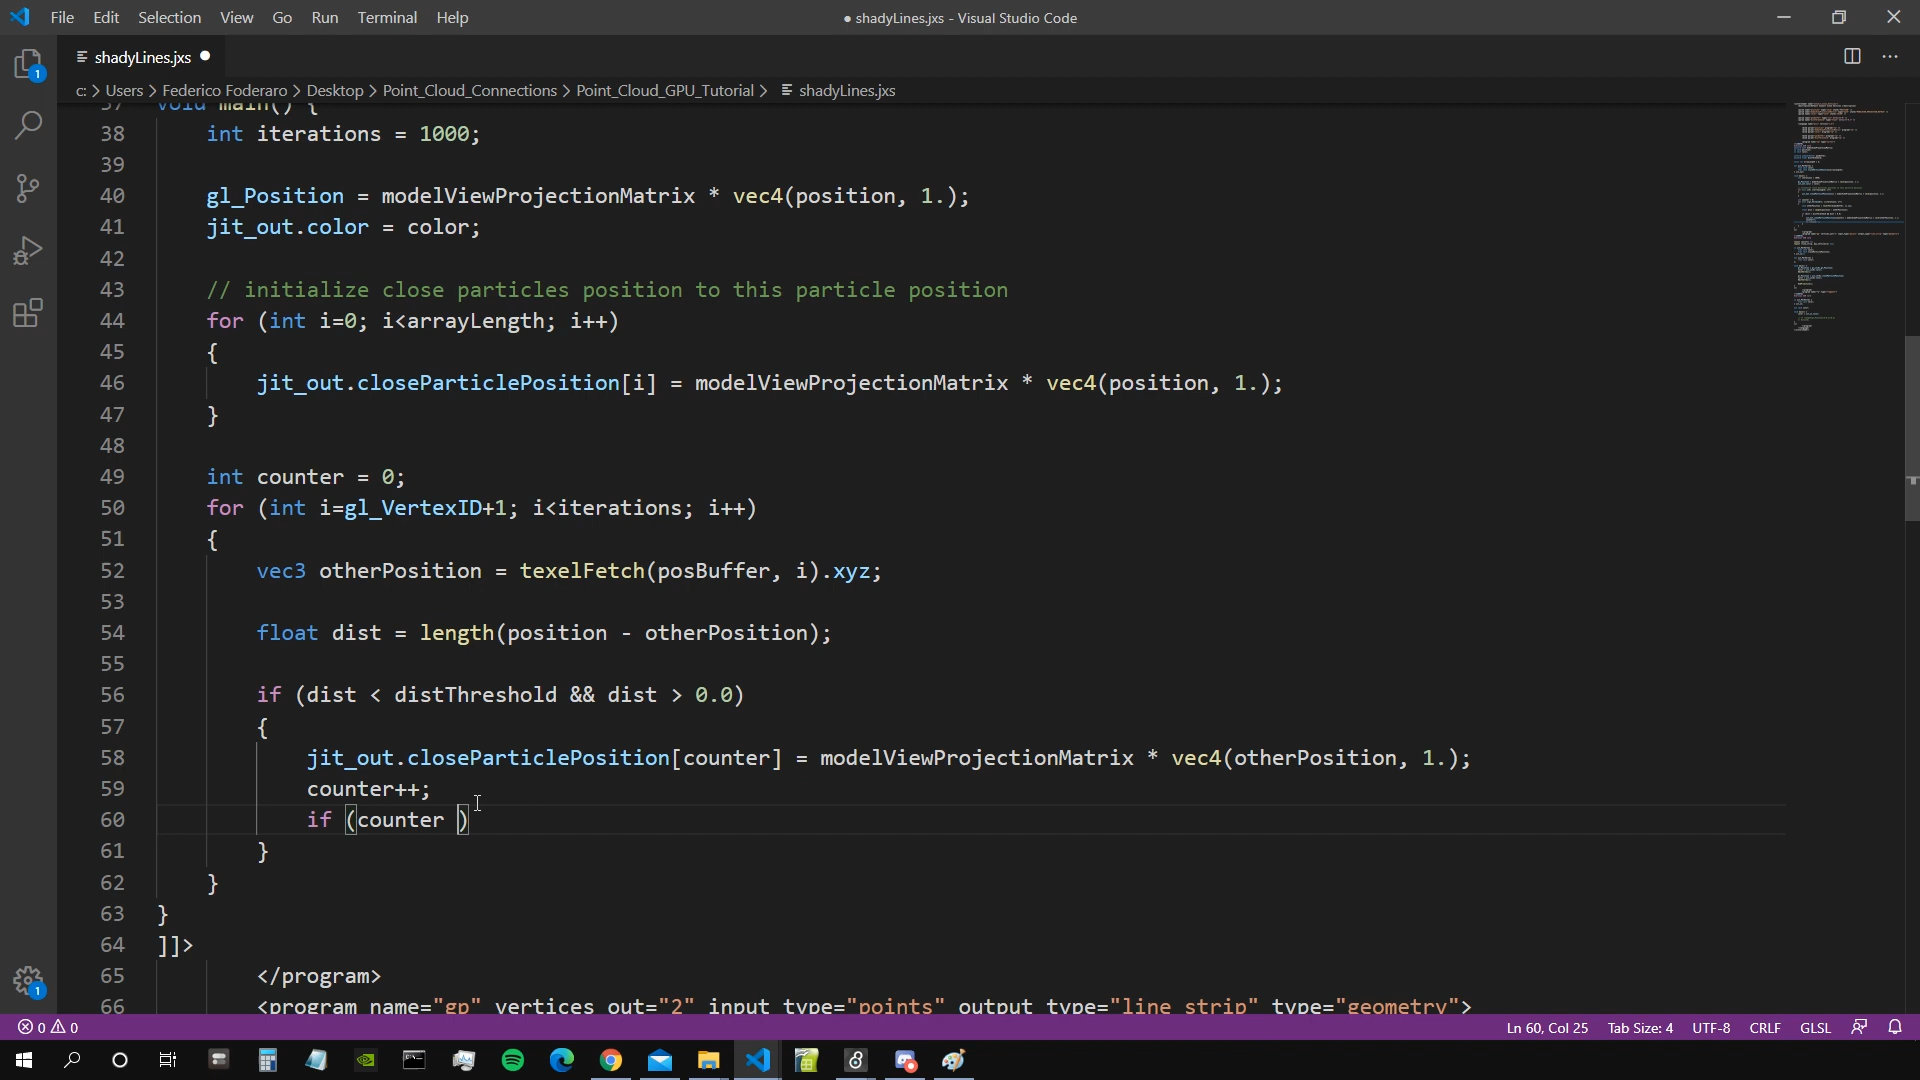 File Edit Selection View Go Run Terminal Help
● shadyLines.jxs - Visual Studio Code
shadyLines.jxs
c: > Users > Federico Foderaro > Desktop > Point_Cloud_Connections > Point_Cloud_GPU_Tutorial > shadyLines.jxs
37 void main() {
38 int iterations = 1000;
39
40 gl_Position = modelViewProjectionMatrix * vec4(position, 1.);
41 jit_out.color = color;
42
43 // initialize close particles position to this particle position
44 for (int i=0; i<arrayLength; i++)
45 {
46 jit_out.closeParticlePosition[i] = modelViewProjectionMatrix * vec4(position, 1.);
47 }
48
49 int counter = 0;
50 for (int i=gl_VertexID+1; i<iterations; i++)
51 {
52 vec3 otherPosition = texelFetch(posBuffer, i).xyz;
53
54 float dist = length(position - otherPosition);
55
56 if (dist < distThreshold && dist > 0.0)
57 {
58 jit_out.closeParticlePosition[counter] = modelViewProjectionMatrix * vec4(otherPosition, 1.);
59 counter++;
60 if (counter )
61 }
62 }
63 }
64 ]]>
65 </program>
66 <program name="gp" vertices_out="2" input_type="points" output_type="line_strip" type="geometry">
1
1
0 0
Ln 60, Col 25 Tab Size: 4 UTF-8 CRLF GLSL